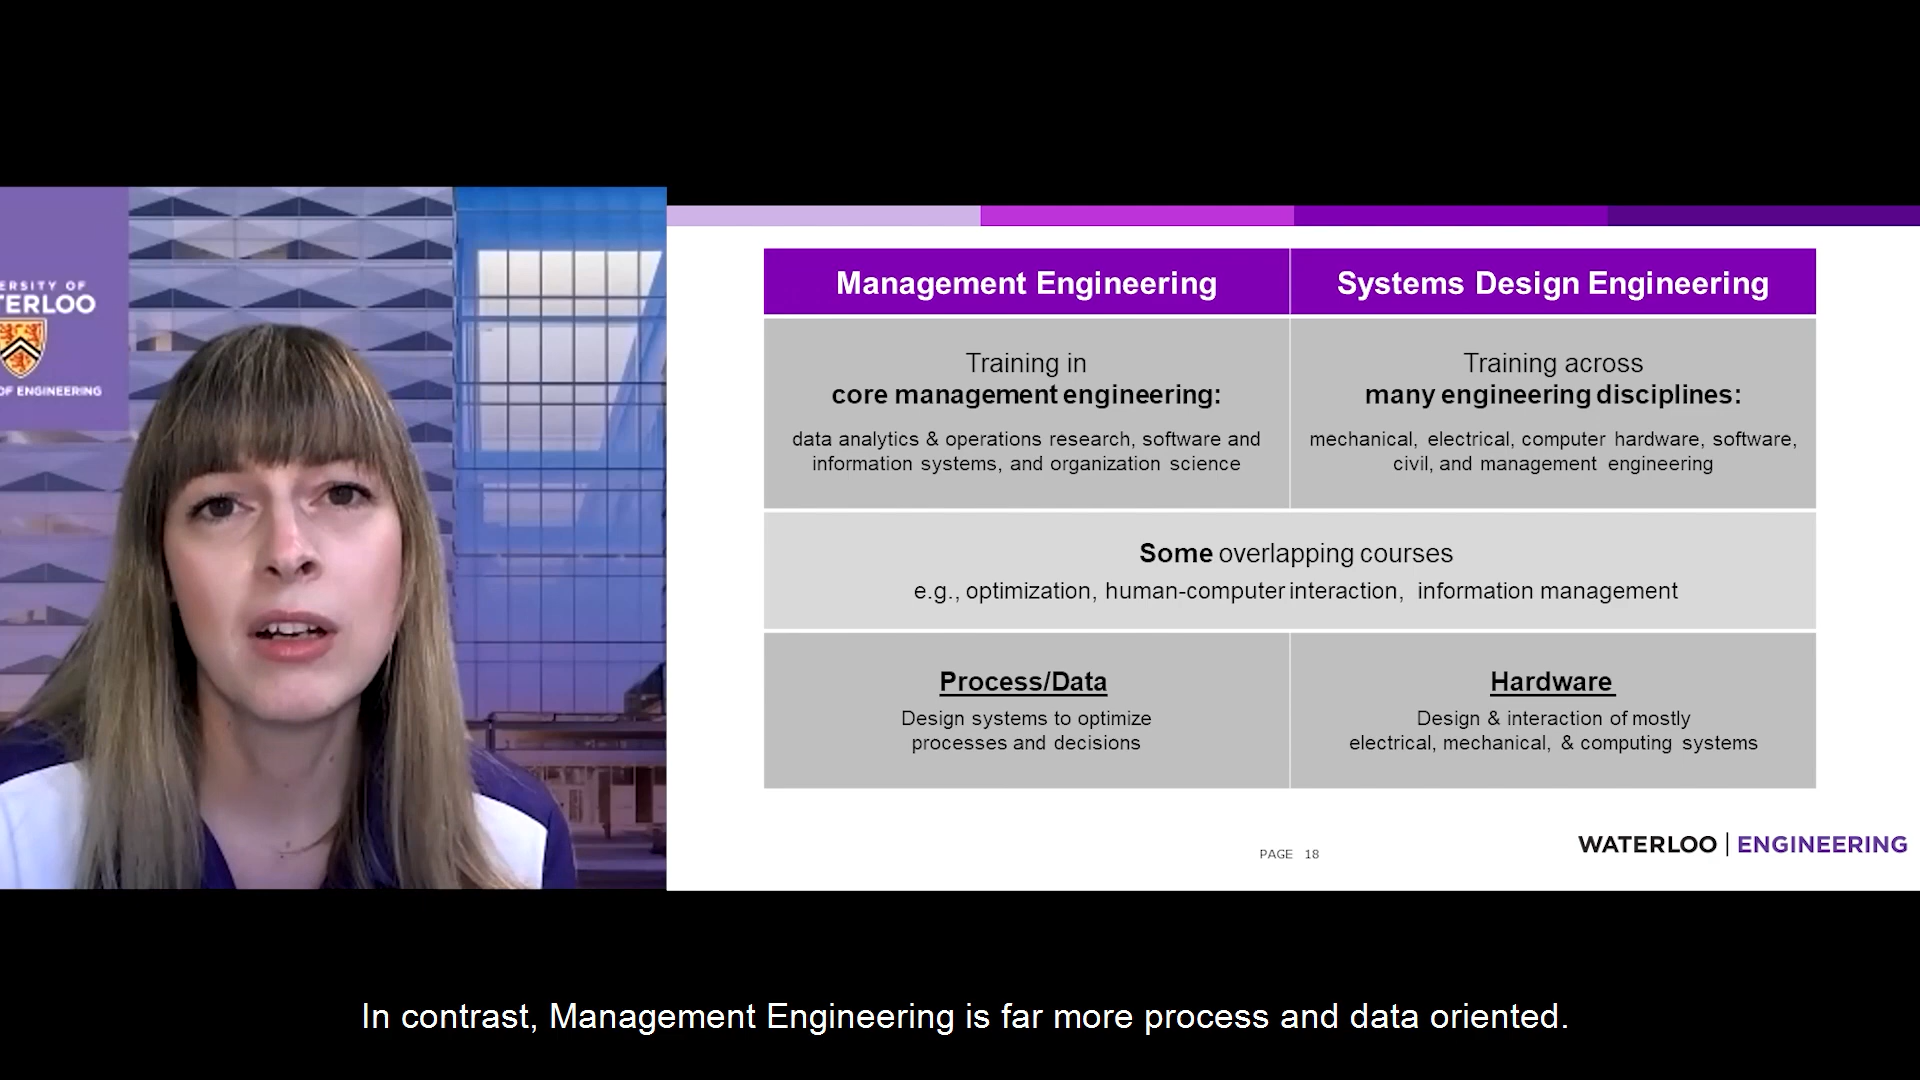 ERSITY OF
TERLOO
OF ENGINEERING
Management Engineering
Systems Design Engineering
Training in
core management engineering:
data analytics & operations research, software and
information systems, and organization science
Training across
many engineering disciplines:
mechanical, electrical, computer hardware, software,
civil, and management engineering
Some overlapping courses
e.g., optimization, human-computer interaction, information management
Process/Data
Design systems to optimize
processes and decisions
Hardware
Design & interaction of mostly
electrical, mechanical, & computing systems
PAGE 18
WATERLOO | ENGINEERING
In contrast, Management Engineering is far more process and data oriented.